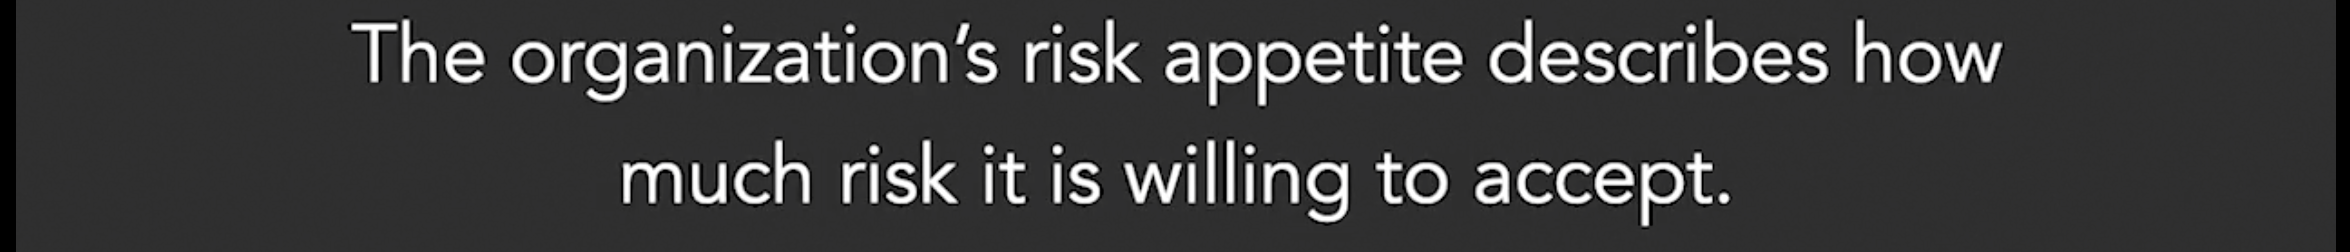 The organization’s risk appetite describes how
much risk it is willing to accept.